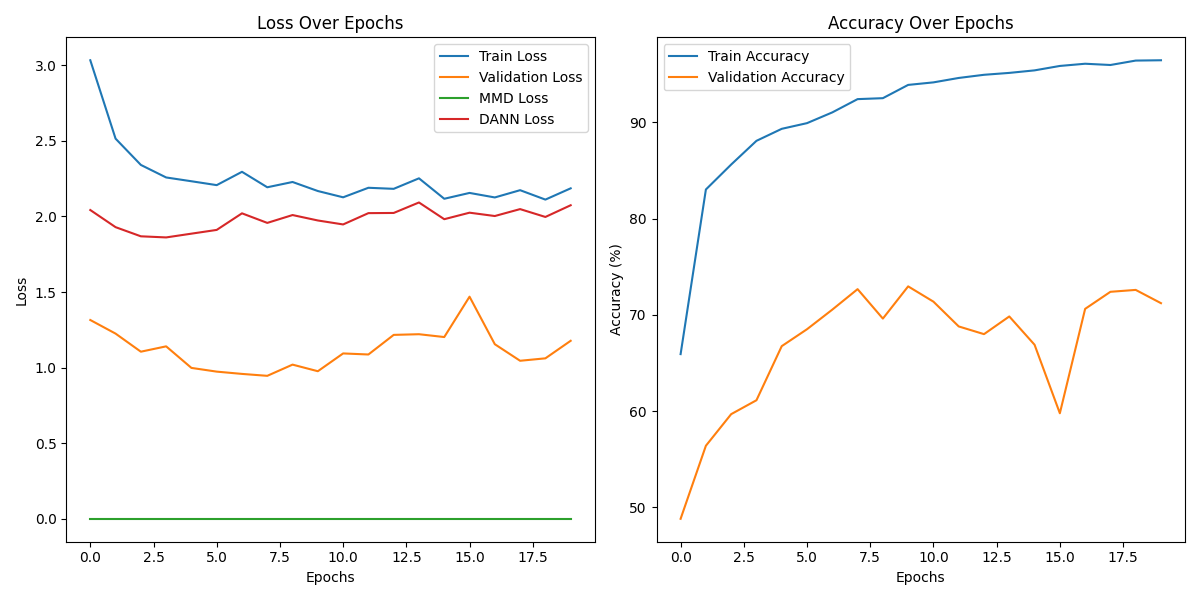 Loss Over Epochs
Train Loss
Validation Loss
MMD Loss
DANN Loss
Loss
3.0
2.5
2.0
1.5
1.0
0.5
0.0
0.0 2.5 5.0 7.5 10.0 12.5 15.0 17.5
Epochs
Accuracy Over Epochs
Train Accuracy
Validation Accuracy
Accuracy (%)
90
80
70
60
50
0.0 2.5 5.0 7.5 10.0 12.5 15.0 17.5
Epochs